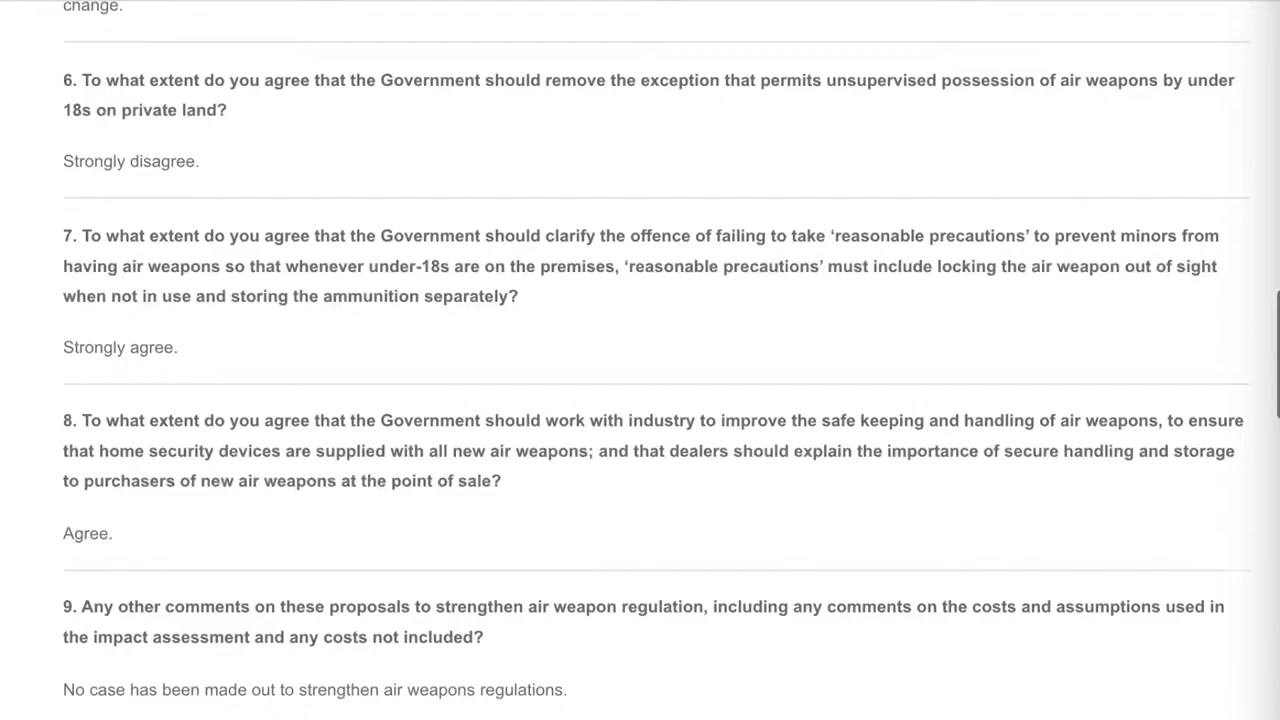 change.
6. To what extent do you agree that the Government should remove the exception that permits unsupervised possession of air weapons by under
18s on private land?
Strongly disagree.
7. To what extent do you agree that the Government should clarify the offence of failing to take ‘reasonable precautions’ to prevent minors from
having air weapons so that whenever under-18s are on the premises, ‘reasonable precautions’ must include locking the air weapon out of sight
when not in use and storing the ammunition separately?
Strongly agree.
8. To what extent do you agree that the Government should work with industry to improve the safe keeping and handling of air weapons, to ensure
that home security devices are supplied with all new air weapons; and that dealers should explain the importance of secure handling and storage
to purchasers of new air weapons at the point of sale?
Agree.
9. Any other comments on these proposals to strengthen air weapon regulation, including any comments on the costs and assumptions used in
the impact assessment and any costs not included?
No case has been made out to strengthen air weapons regulations.